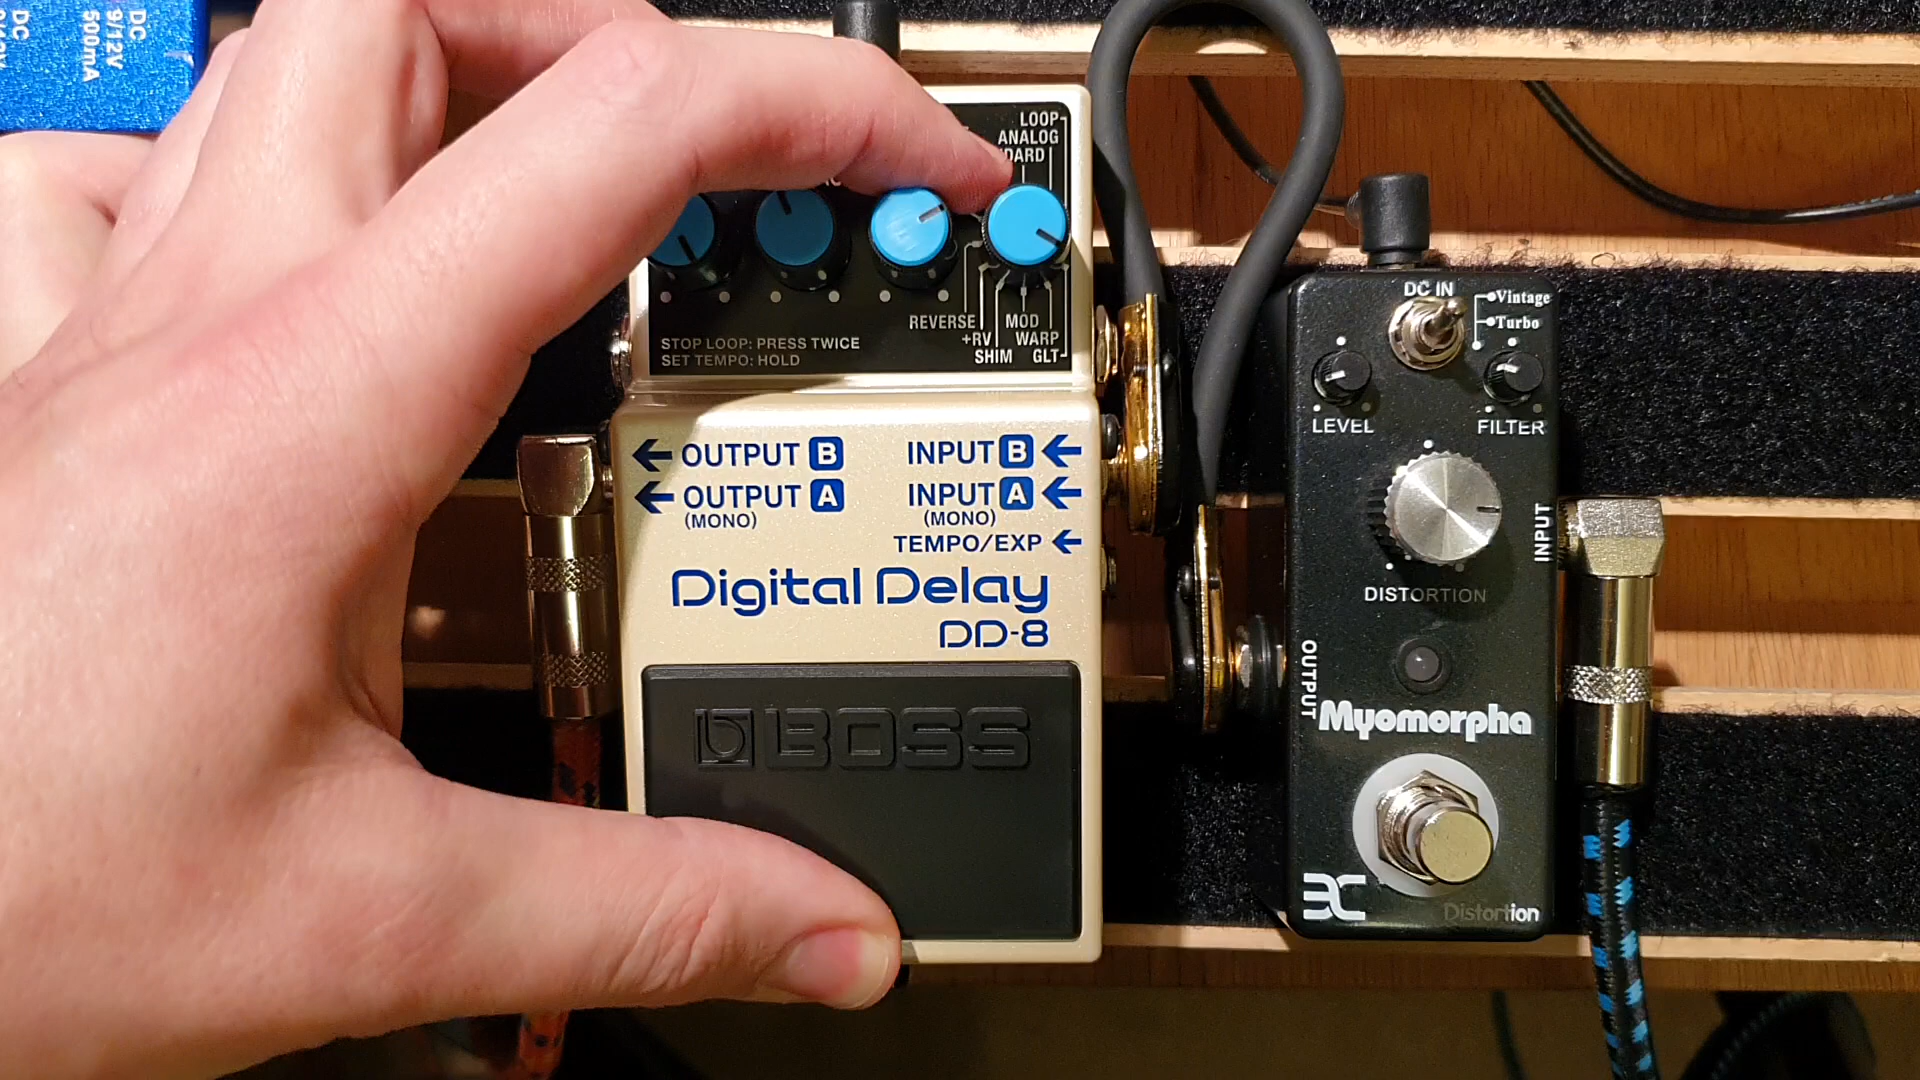 DC
9/12V
500mA
DC
LOOP
ANALOG
REVERSE
MOD
+RV
WARP
SHIM
GLT
STOP LOOP: PRESS TWICE
SET TEMPO: HOLD
OUTPUT B
INPUT B
OUTPUT A
INPUT A
(MONO)
(MONO)
TEMPO/EXP
Digital Delay
DD-8
BOSS
DC IN
Vintage
Turbo
LEVEL
FILTER
INPUT
DISTORTION
OUTPUT
Myomorpha
Distortion